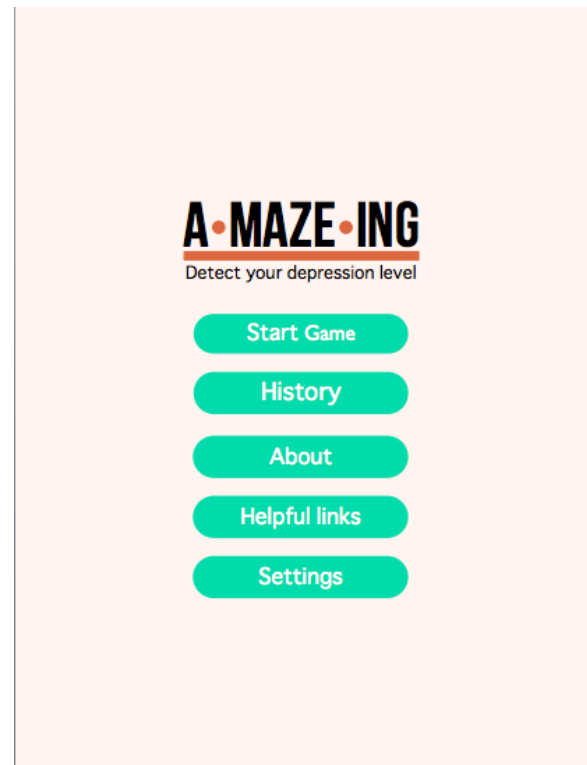 A•MAZE•ING
Detect your depression level
Start Game
History
About
Helpful links
Settings